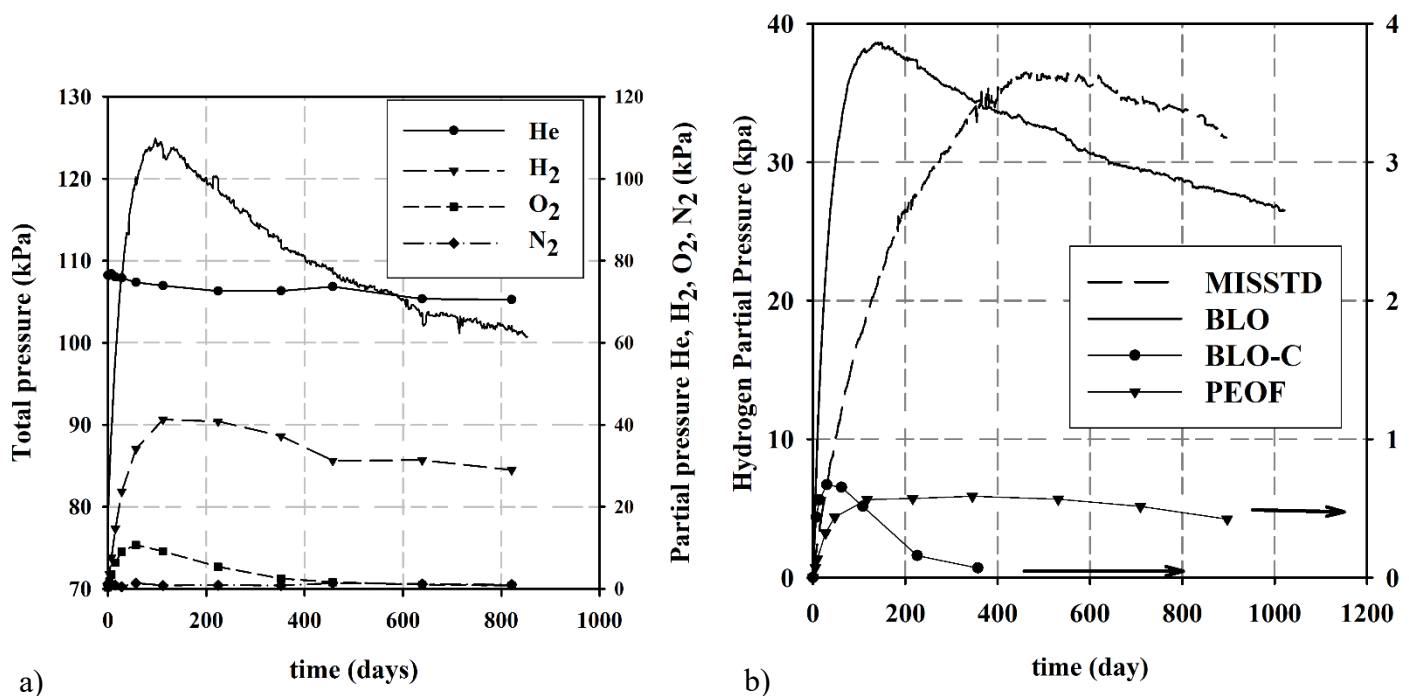 Total pressure (kPa)
130
120
110
100
90
80
70
He
H2
O2
N2
120
100
80
60
40
20
0
Partial pressure He, H2, O2, N2 (kPa)
0 200 400 600 800 1000
time (days)
a)
Hydrogen Partial Pressure (kpa)
40
30
20
10
0
MISSTD
BLO
BLO-C
PEOF
4
3
2
1
0
0 200 400 600 800 1000 1200
time (day)
b)